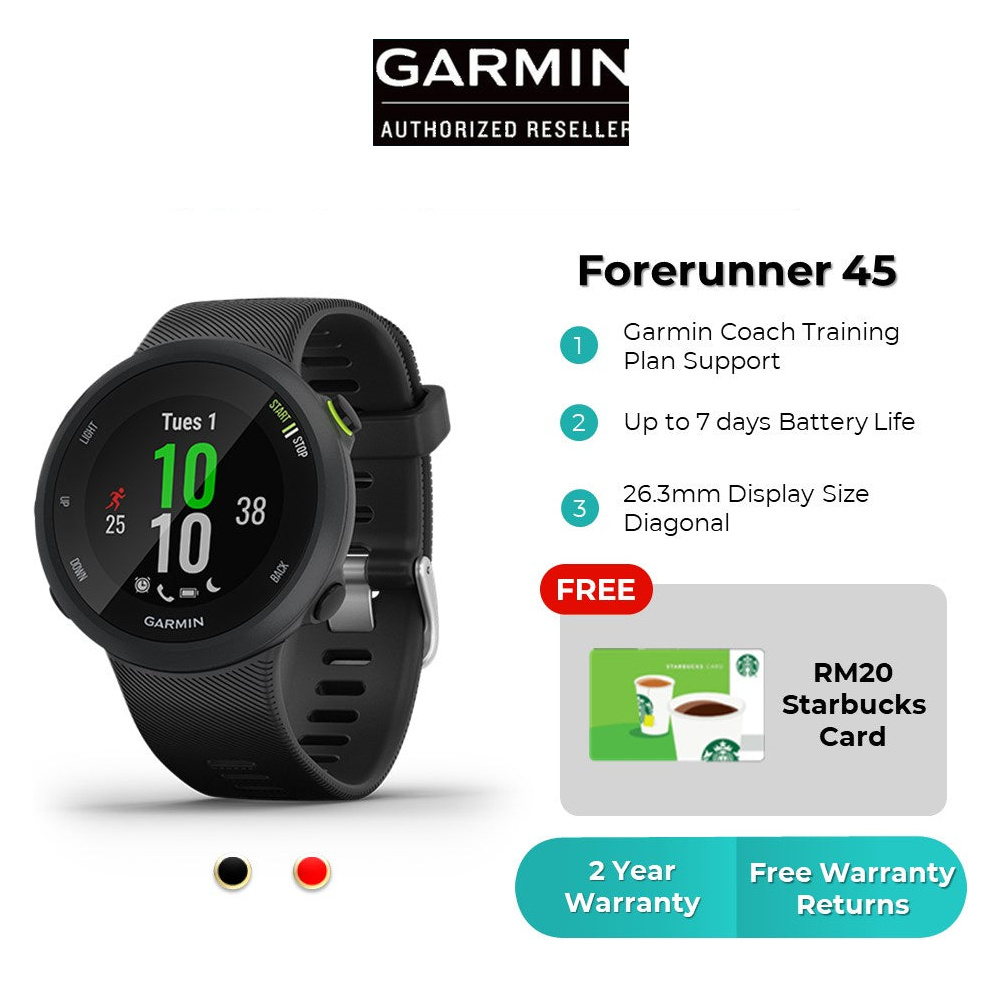 GARMIN
AUTHORIZED RESELLER
Forerunner 45
1 Garmin Coach Training
Plan Support
2 Up to 7 days Battery Life
3 26.3mm Display Size
Diagonal
LIGHT
UP
DOWN
START
STOP
BACK
Tues 1
10
25
10
38
GARMIN
FREE
STARBUCKS CARD
RM20
Starbucks
Card
2 Year
Warranty
Free Warranty
Returns